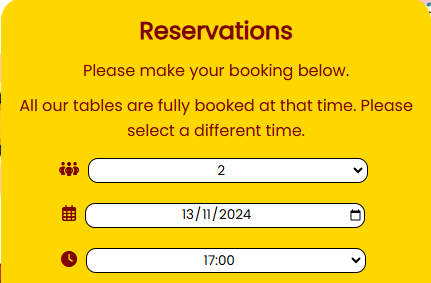 Reservations
Please make your booking below.
All our tables are fully booked at that time. Please
select a different time.
2
13/11/2024
17:00